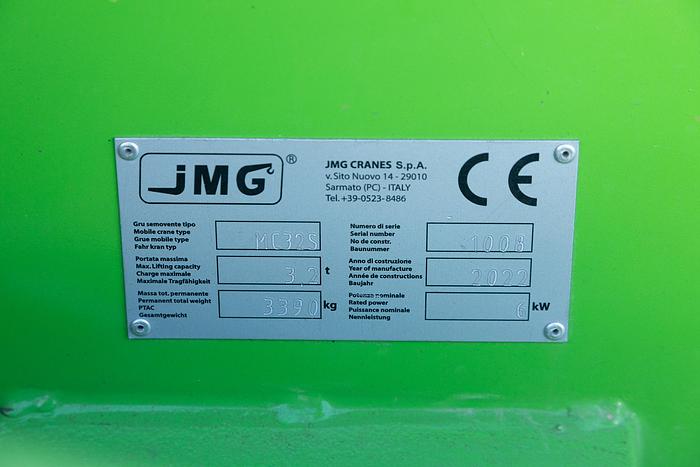 JMG ®
JMG CRANES S.p.A.
v. Sito Nuovo 14 - 29010
Sarmato (PC) - ITALY
Tel. +39-0523-8486
CE
Gru semovente tipo
Mobile crane type
Grue mobile type
Fahr kran typ
MC32S
Numero di serie
Serial number
No de constr.
Baunummer
1008
Portata massima
Max. Lifting capacity
Charge maximale
Maximale Tragfähigkeit
3,2 t
Anno di costruzione
Year of manufacture
Année de constructions
Baujahr
2022
Massa tot. permanente
Permanent total weight
PTAC
Gesamtgewicht
3390 kg
Potenza nominale
Rated power
Puissance nominale
Nennleistung
6 kW